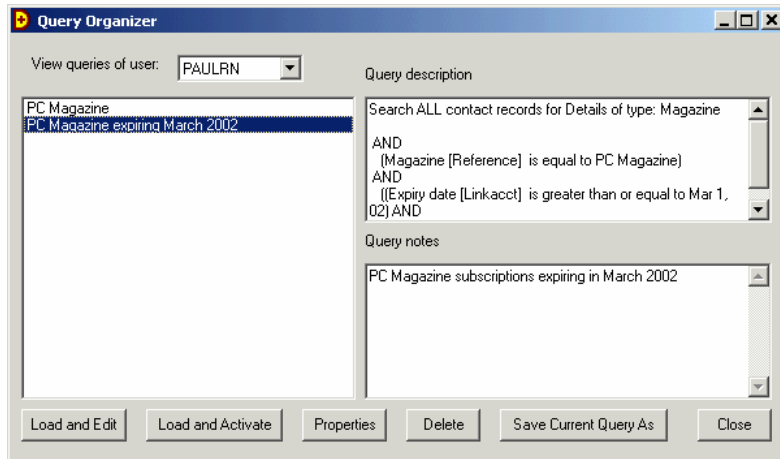 Query Organizer
View queries of user:
PAULRN
PC Magazine
PC Magazine expiring March 2002
Query description
Search ALL contact records for Details of type: Magazine
AND
(Magazine [Reference] is equal to PC Magazine)
AND
((Expiry date [Linkacct] is greater than or equal to Mar 1,
02) AND
Query notes
PC Magazine subscriptions expiring in March 2002
Load and Edit
Load and Activate
Properties
Delete
Save Current Query As
Close